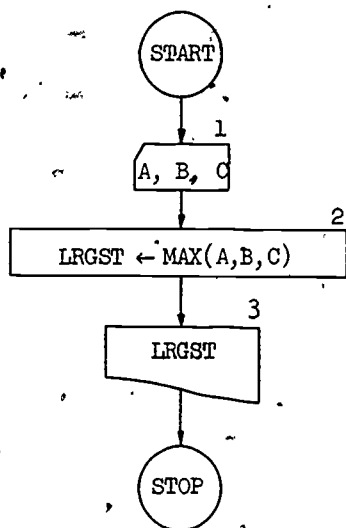 START
1
A, B, C
2
LRGST ← MAX(A,B,C)
3
LRGST
STOP